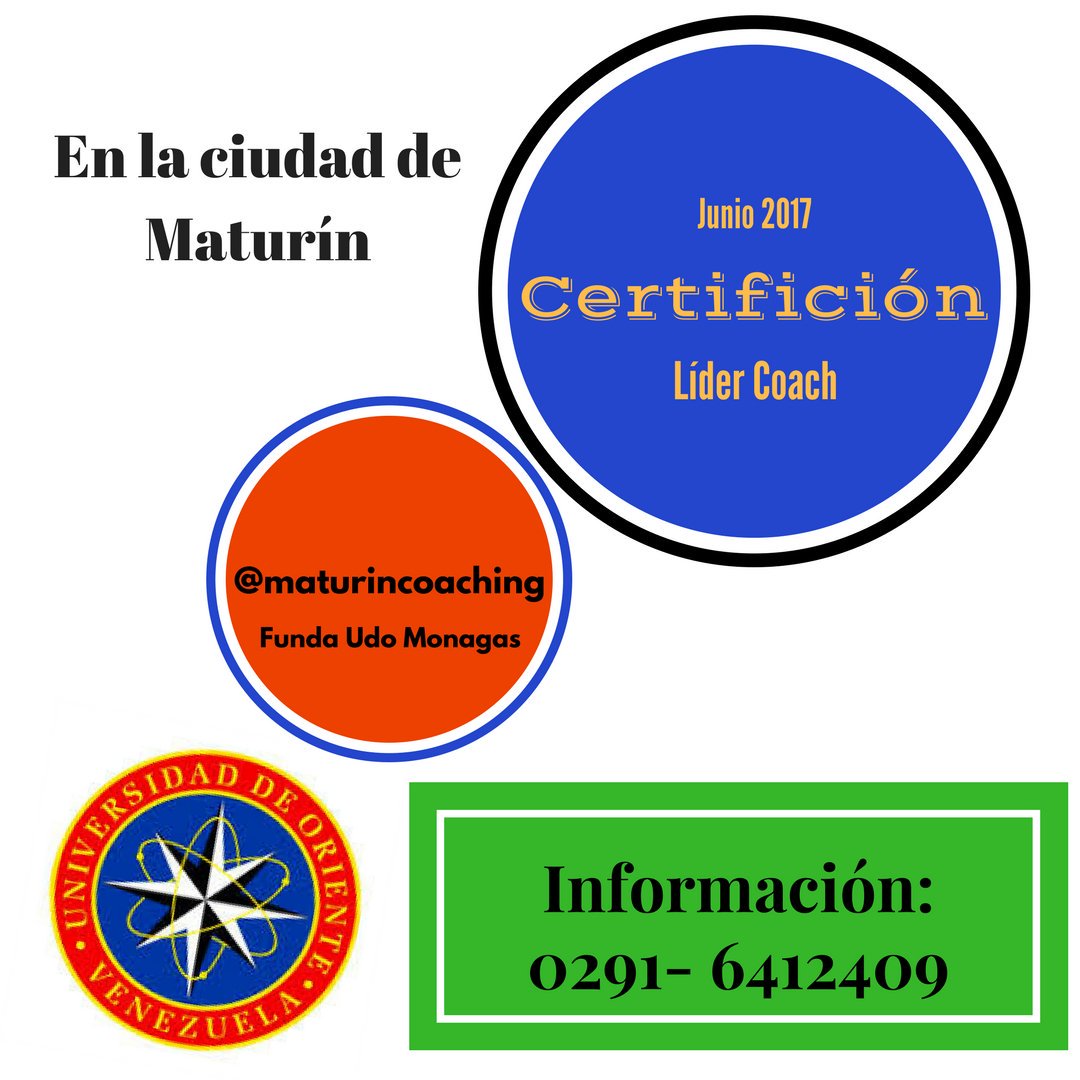 En la ciudad de
Maturín
Junio 2017
Certifición
Líder Coach
@maturincoaching
Funda Udo Monagas
UNIVERSIDAD DE ORIENTE
VENEZUELA
Información:
0291- 6412409